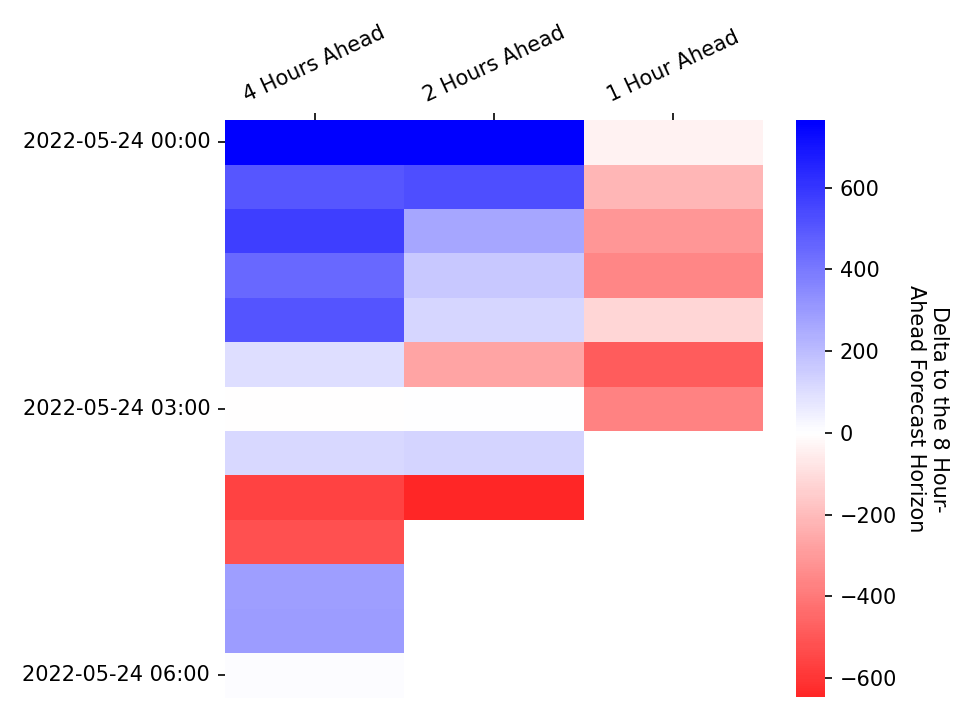 4 Hours Ahead
2 Hours Ahead
1 Hour Ahead
2022-05-24 00:00
2022-05-24 03:00
2022-05-24 06:00
600
400
200
0
−200
−400
−600
Delta to the 8 Hour-
Ahead Forecast Horizon